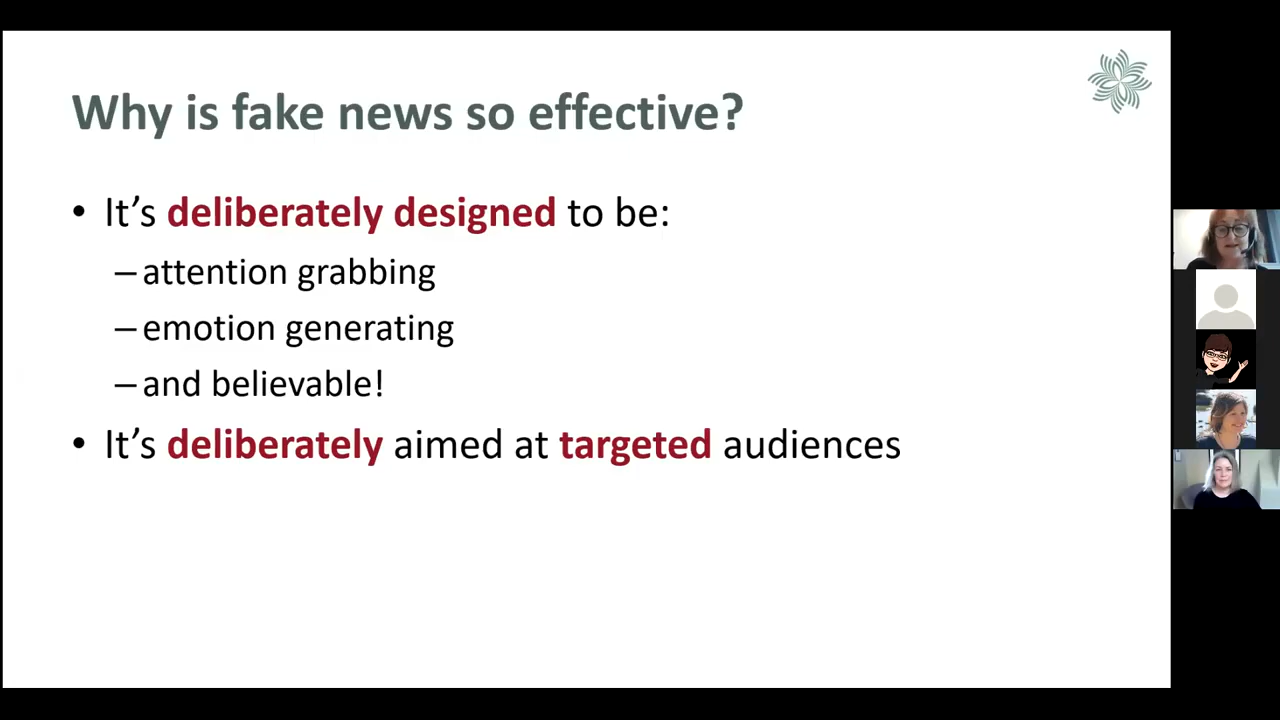 Why is fake news so effective?
• It’s deliberately designed to be:
– attention grabbing
– emotion generating
– and believable!
• It’s deliberately aimed at targeted audiences